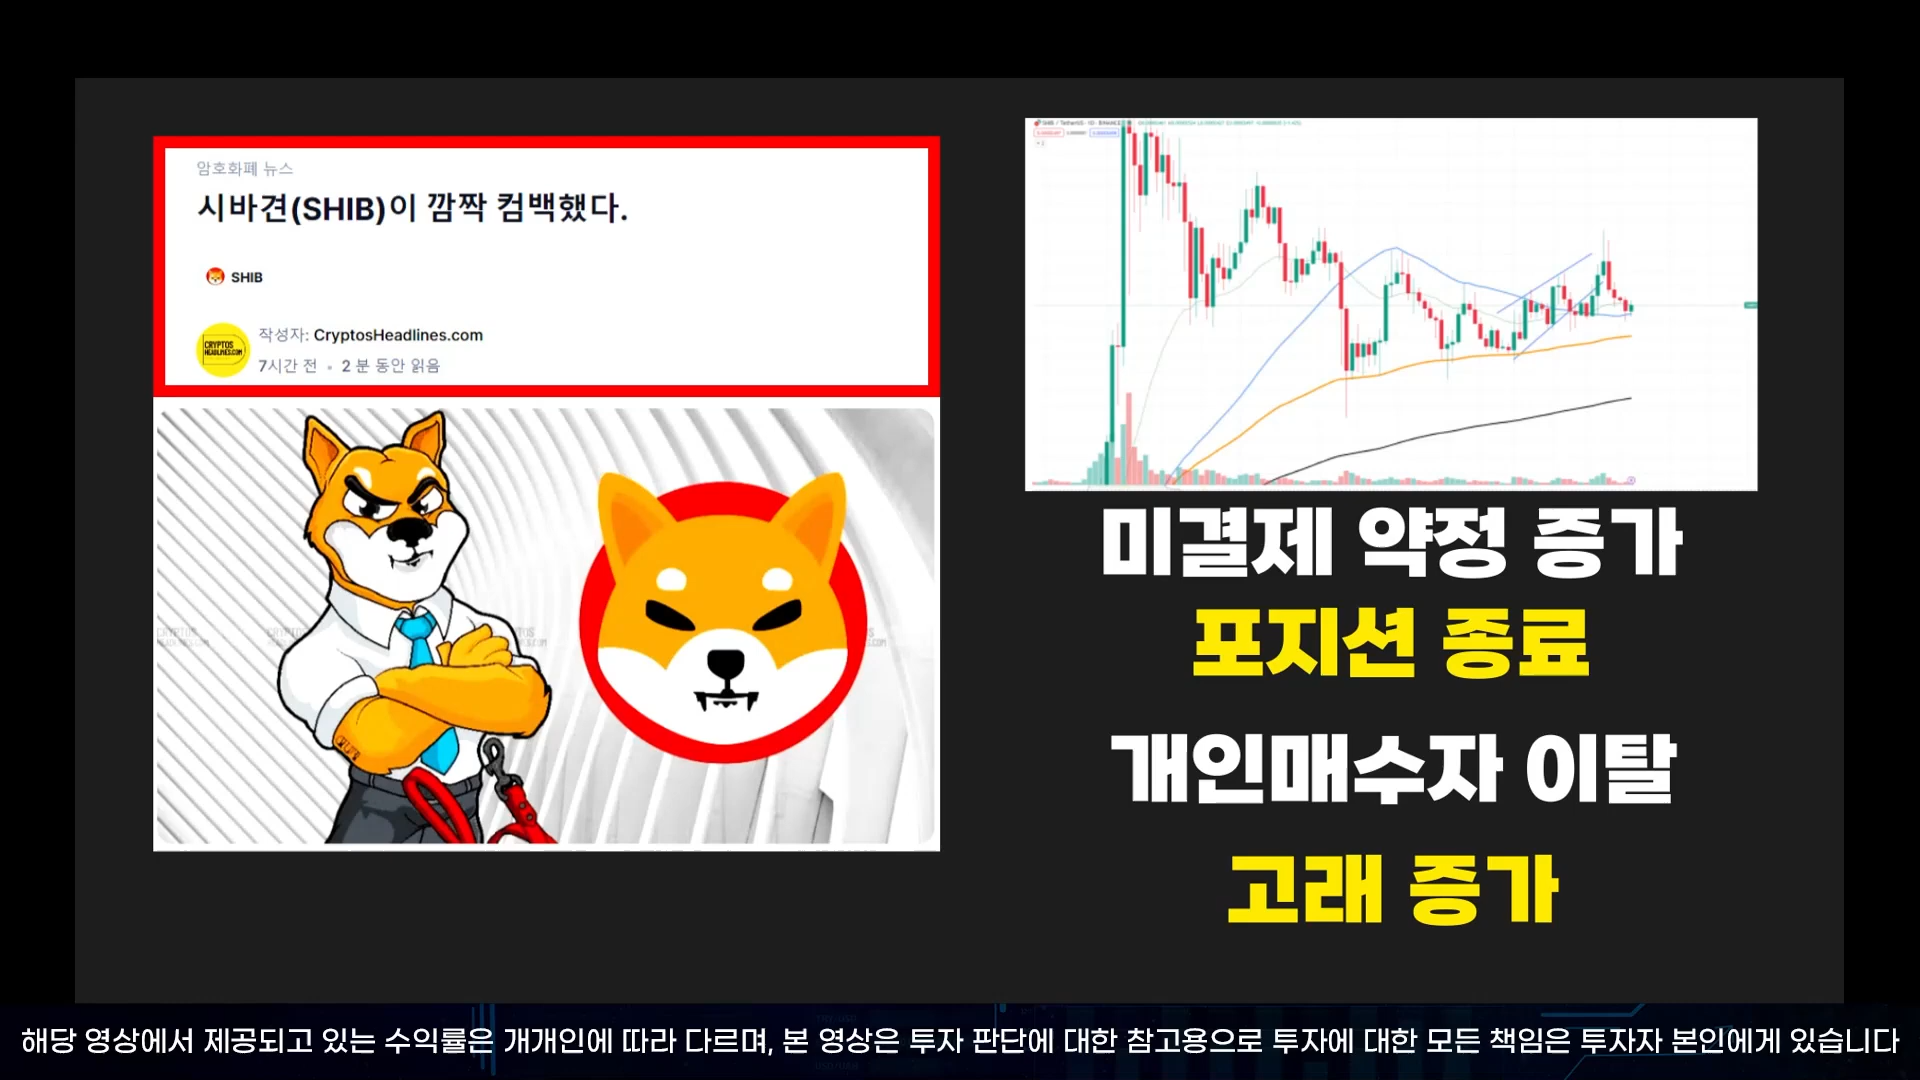 암호화폐 뉴스
시바견(SHIB)이 깜짝 컴백했다.
SHIB
CRYPTOS
HEADLINES.COM
작성자: CryptosHeadlines.com
7시간 전 • 2 분 동안 읽음
미결제 약정 증가
포지션 종료
개인매수자 이탈
고래 증가
해당 영상에서 제공되고 있는 수익률은 개개인에 따라 다르며, 본 영상은 투자 판단에 대한 참고용으로 투자에 대한 모든 책임은 투자자 본인에게 있습니다